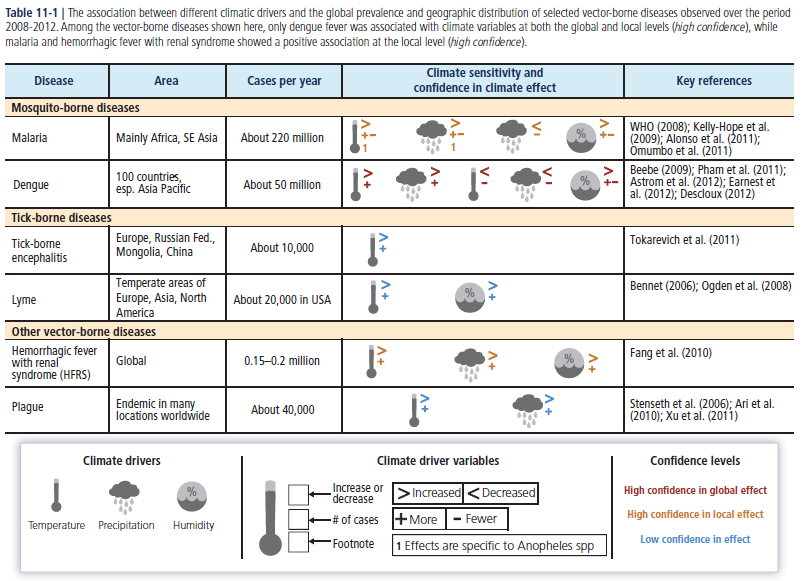 Table 11-1 | The association between different climatic drivers and the global prevalence and geographic distribution of selected vector-borne diseases observed over the period
2008-2012. Among the vector-borne diseases shown here, only dengue fever was associated with climate variables at both the global and local levels (high confidence), while
malaria and hemorrhagic fever with renal syndrome showed a positive association at the local level (high confidence).
Disease
Area
Cases per year
Climate sensitivity and
confidence in climate effect
Key references
Mosquito-borne diseases
Malaria
Mainly Africa, SE Asia
About 220 million
>
+−
1
>
+−
1
<
−
%
>
+−
WHO (2008); Kelly-Hope et al.
(2009); Alonso et al. (2011);
Omumbo et al. (2011)
Dengue
100 countries,
esp. Asia Pacific
About 50 million
>
+
>
+
<
−
<
−
%
>
+−
Beebe (2009); Pham et al. (2011);
Astrom et al. (2012); Earnest et
al. (2012); Descloux (2012)
Tick-borne diseases
Tick-borne
encephalitis
Europe, Russian Fed.,
Mongolia, China
About 10,000
>
+
Tokarevich et al. (2011)
Lyme
Temperate areas of
Europe, Asia, North
America
About 20,000 in USA
>
+
%
>
+
Bennet (2006); Ogden et al. (2008)
Other vector-borne diseases
Hemorrhagic fever
with renal
syndrome (HFRS)
Global
0.15–0.2 million
>
+
>
+
%
>
+
Fang et al. (2010)
Plague
Endemic in many
locations worldwide
About 40,000
>
+
>
+
Stenseth et al. (2006); Ari et al.
(2010); Xu et al. (2011)
Climate drivers
%
Temperature
Precipitation
Humidity
Climate driver variables
Increase or
decrease
> Increased
< Decreased
# of cases
+ More
− Fewer
Footnote
1 Effects are specific to Anopheles spp
Confidence levels
High confidence in global effect
High confidence in local effect
Low confidence in effect